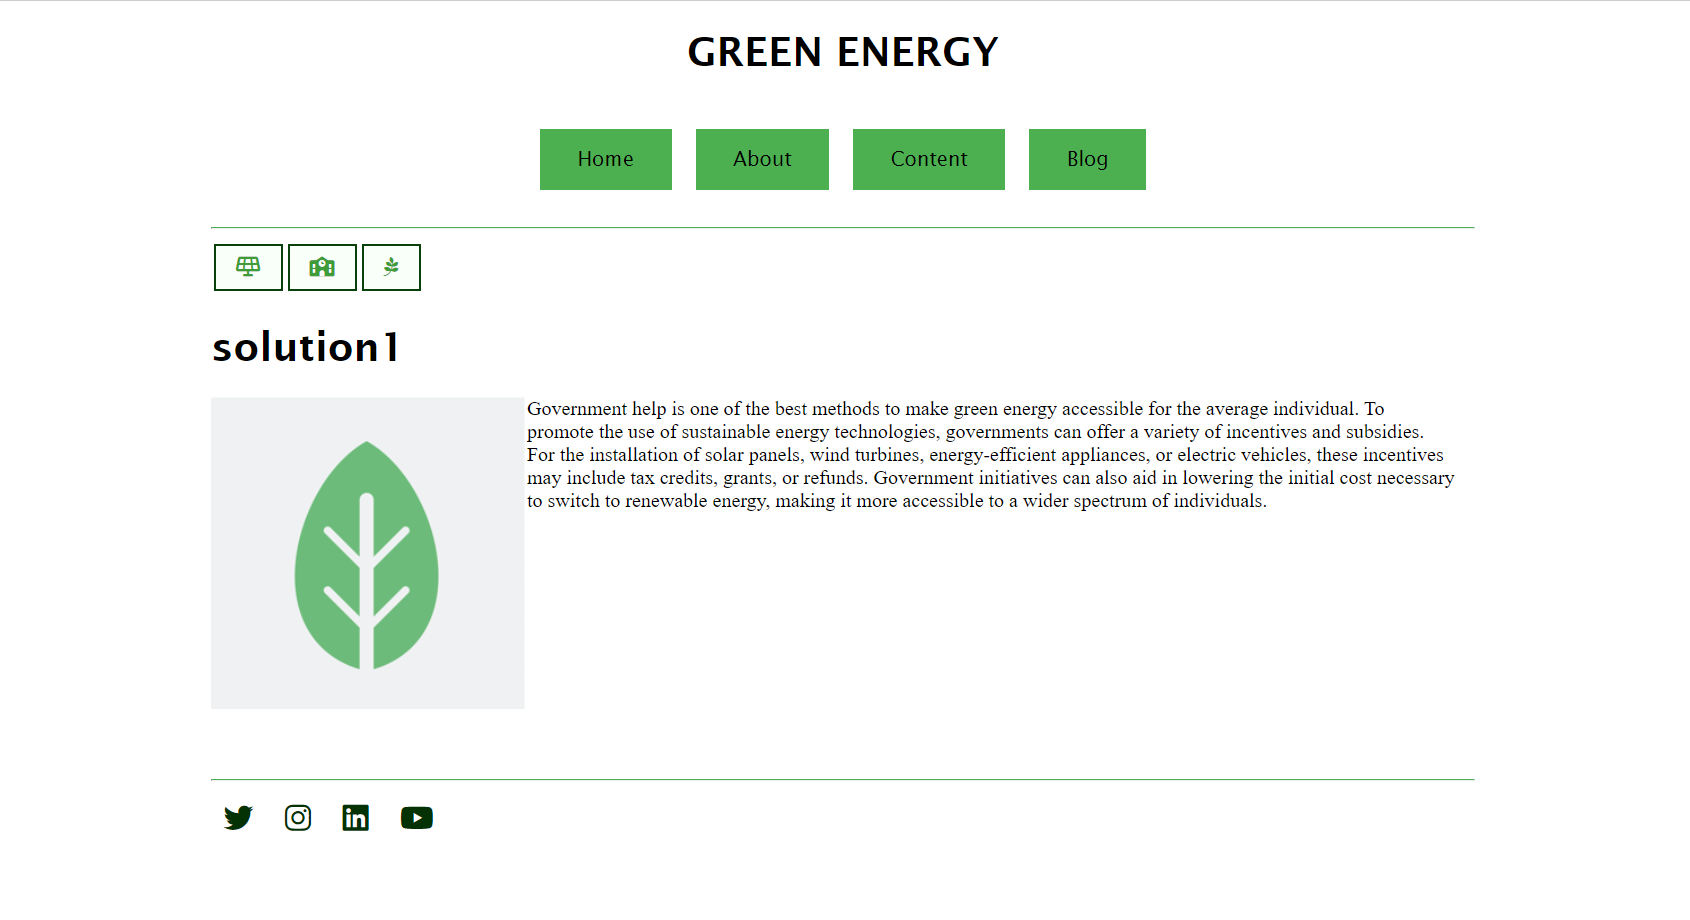 GREEN ENERGY
Home About Content Blog
solution1
Government help is one of the best methods to make green energy accessible for the average individual. To
promote the use of sustainable energy technologies, governments can offer a variety of incentives and subsidies.
For the installation of solar panels, wind turbines, energy-efficient appliances, or electric vehicles, these incentives
may include tax credits, grants, or refunds. Government initiatives can also aid in lowering the initial cost necessary
to switch to renewable energy, making it more accessible to a wider spectrum of individuals.